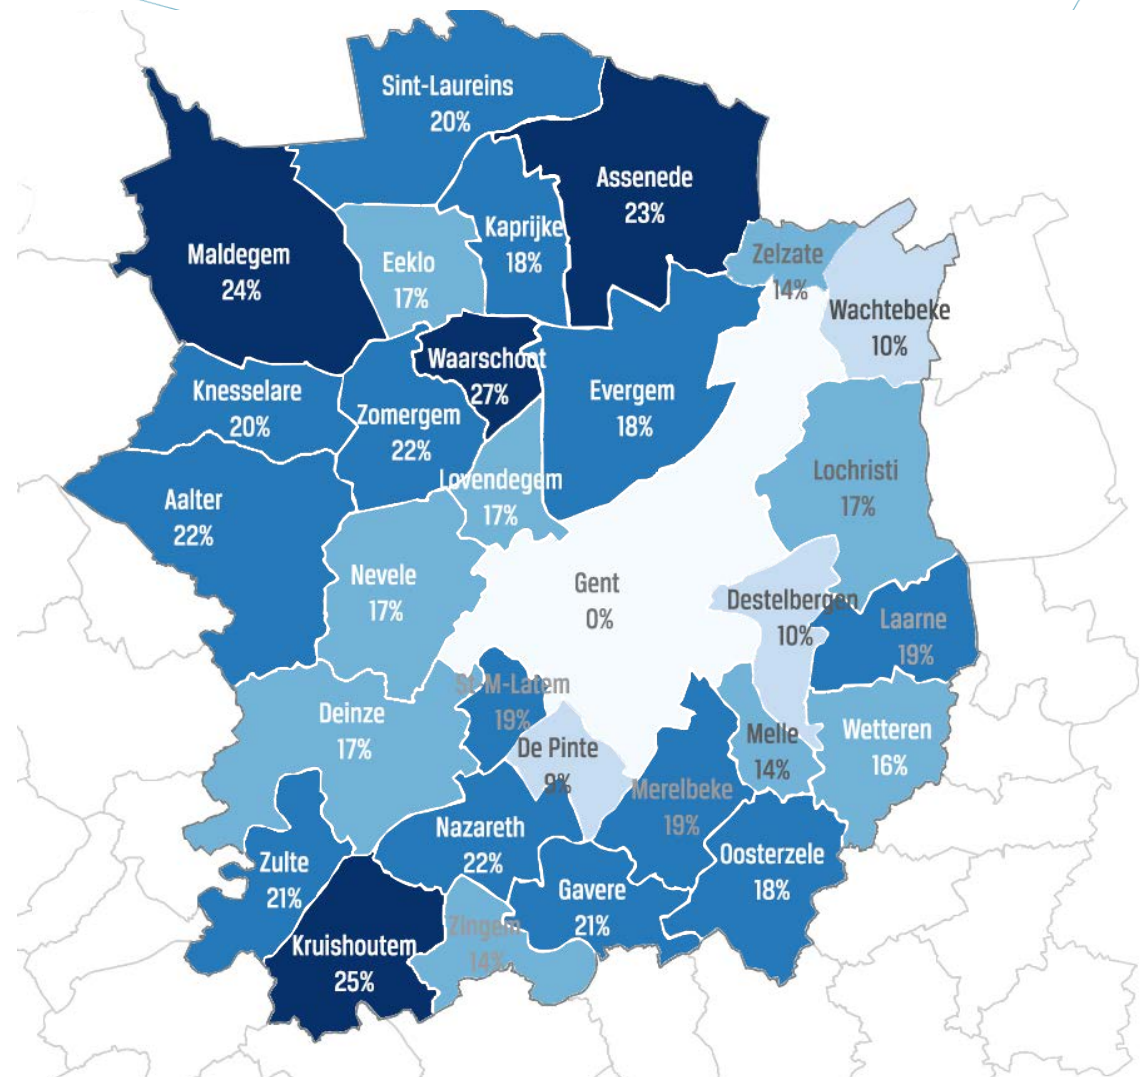 Sint-Laureins
20%
Assenede
23%
Kaprijke
18%
Maldegem
24%
Eeklo
17%
Zelzate
14%
Wachtebeke
10%
Waarschoot
27%
Knesselare
20%
Zomergem
22%
Evergem
18%
Lovendegem
17%
Lochristi
17%
Aalter
22%
Nevele
17%
Gent
0%
Destelbergen
10%
Laarne
19%
St-M-Latem
19%
Deinze
17%
De Pinte
9%
Melle
14%
Wetteren
16%
Merelbeke
19%
Nazareth
22%
Oosterzele
18%
Zulte
21%
Gavere
21%
Kruishoutem
25%
Zingem
14%